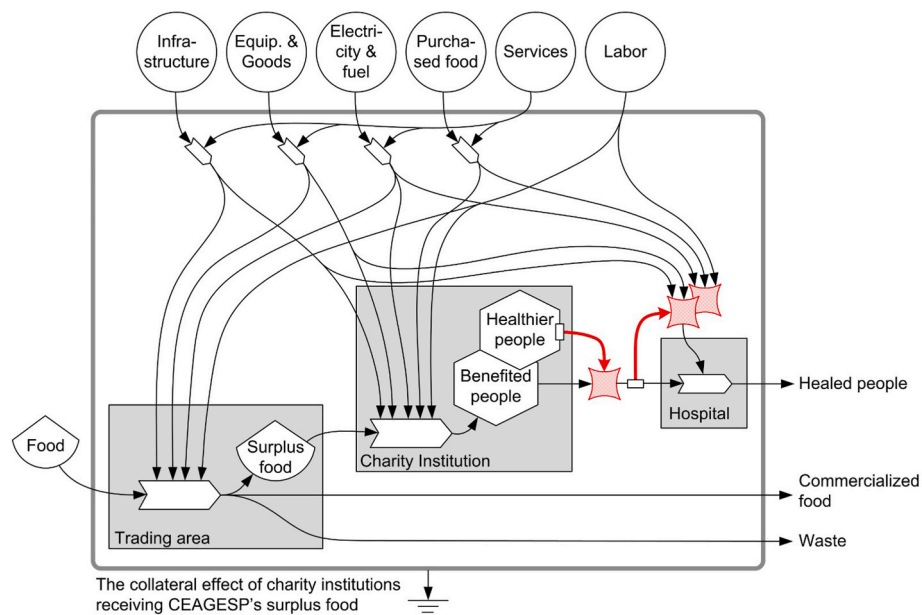 Infra-
structure
Equip. &
Goods
Electri-
city &
fuel
Purcha-
sed food
Services
Labor
Healthier
people
Benefited
people
Healed people
Hospital
Food
Surplus
food
Charity Institution
Commercialized
food
Trading area
Waste
The collateral effect of charity institutions
receiving CEAGESP's surplus food